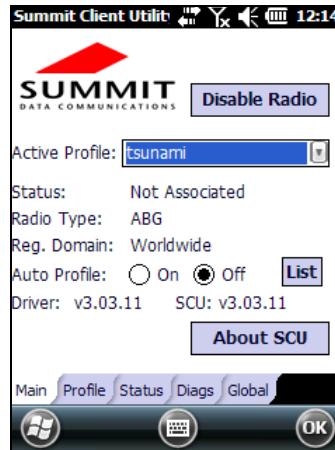 Summit Client Utilit 12:14
SUMMIT
DATA COMMUNICATIONS
Disable Radio
Active Profile: tsunami
Status: Not Associated
Radio Type: ABG
Reg. Domain: Worldwide
Auto Profile: On Off List
Driver: v3.03.11 SCU: v3.03.11
About SCU
Main Profile Status Diags Global
OK